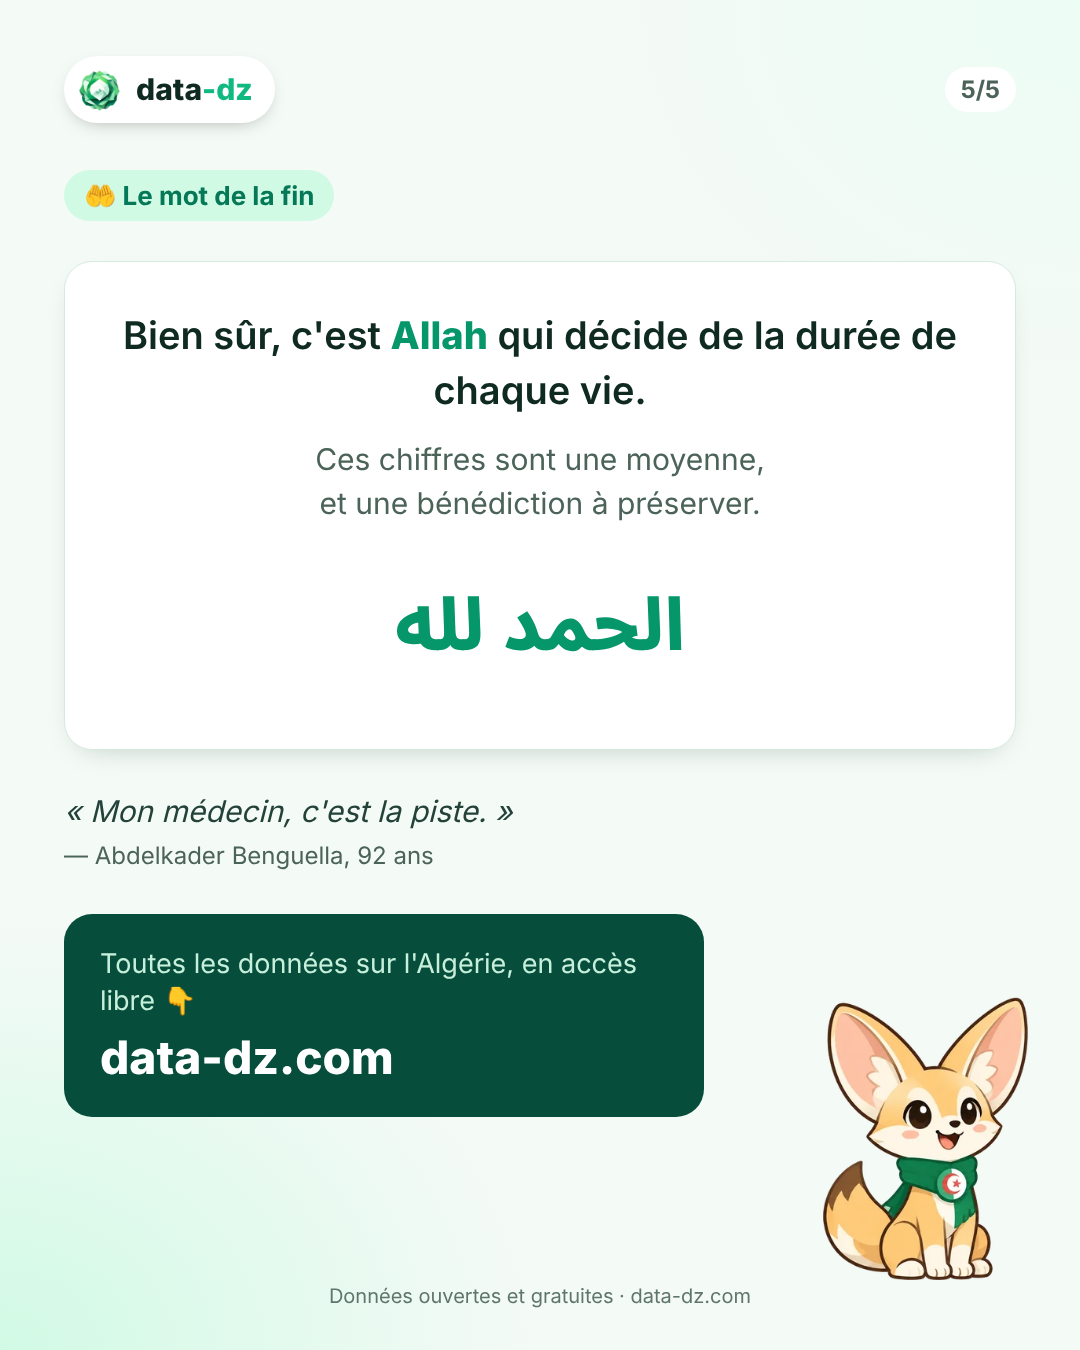 data-dz
5/5
🤲 Le mot de la fin
Bien sûr, c'est Allah qui décide de la durée de
chaque vie.
Ces chiffres sont une moyenne,
et une bénédiction à préserver.
الحمد لله
« Mon médecin, c'est la piste. »
— Abdelkader Benguella, 92 ans
Toutes les données sur l'Algérie, en accès
libre 👇
data-dz.com
Données ouvertes et gratuites · data-dz.com